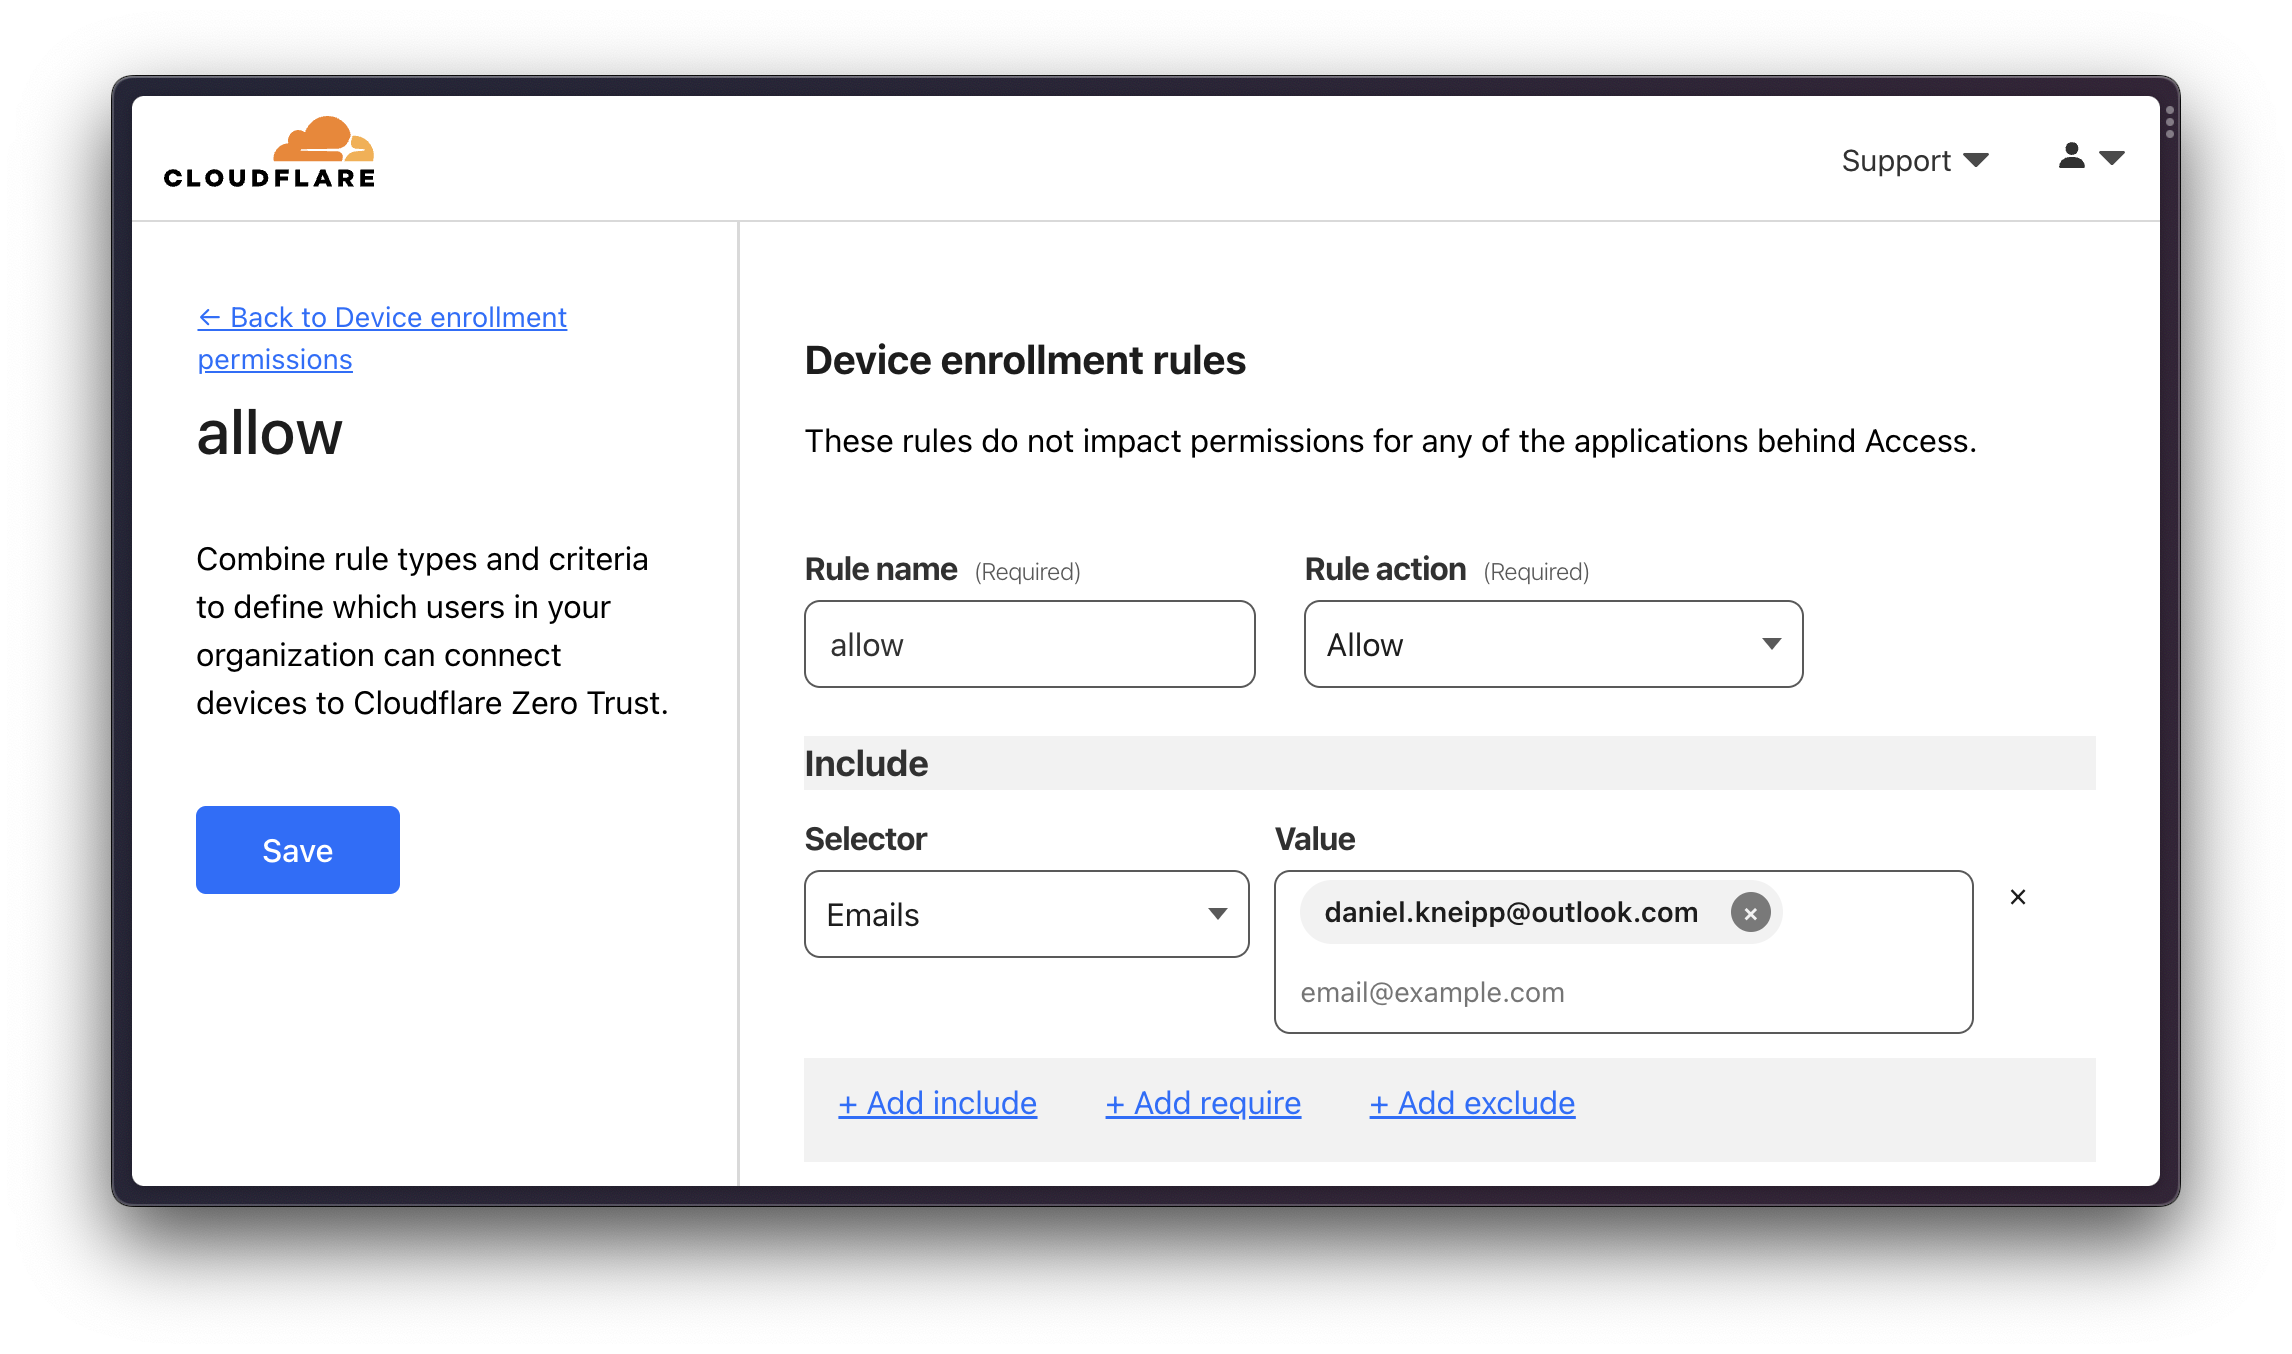 CLOUDFLARE
Support
← Back to Device enrollment
permissions
allow
Combine rule types and criteria
to define which users in your
organization can connect
devices to Cloudflare Zero Trust.
Save
Device enrollment rules
These rules do not impact permissions for any of the applications behind Access.
Rule name (Required)
Rule action (Required)
allow
Allow
Include
Selector
Value
Emails
daniel.kneipp@outlook.com
email@example.com
+ Add include
+ Add require
+ Add exclude